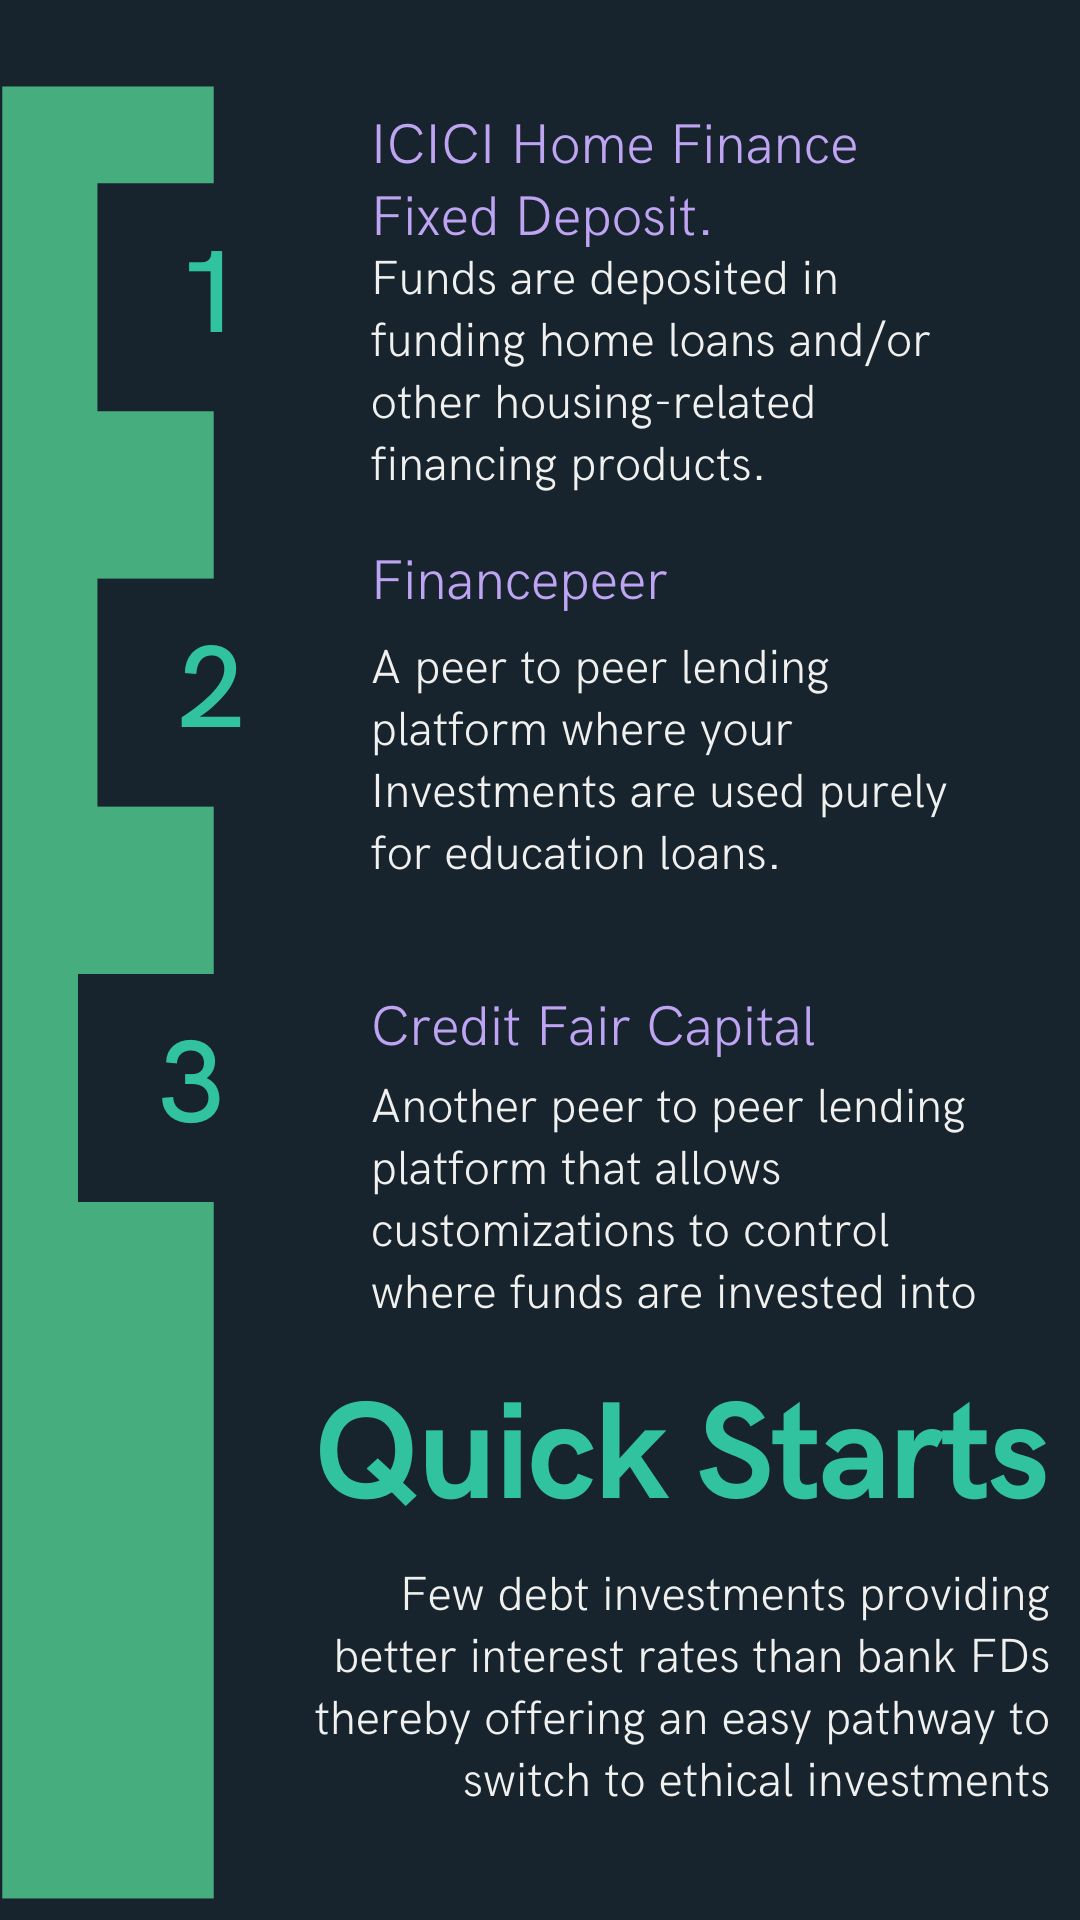 ICICI Home Finance
Fixed Deposit.
1
Funds are deposited in
funding home loans and/or
other housing-related
financing products.
Financepeer
2
A peer to peer lending
platform where your
Investments are used purely
for education loans.
Credit Fair Capital
3
Another peer to peer lending
platform that allows
customizations to control
where funds are invested into
Quick Starts
Few debt investments providing
better interest rates than bank FDs
thereby offering an easy pathway to
switch to ethical investments